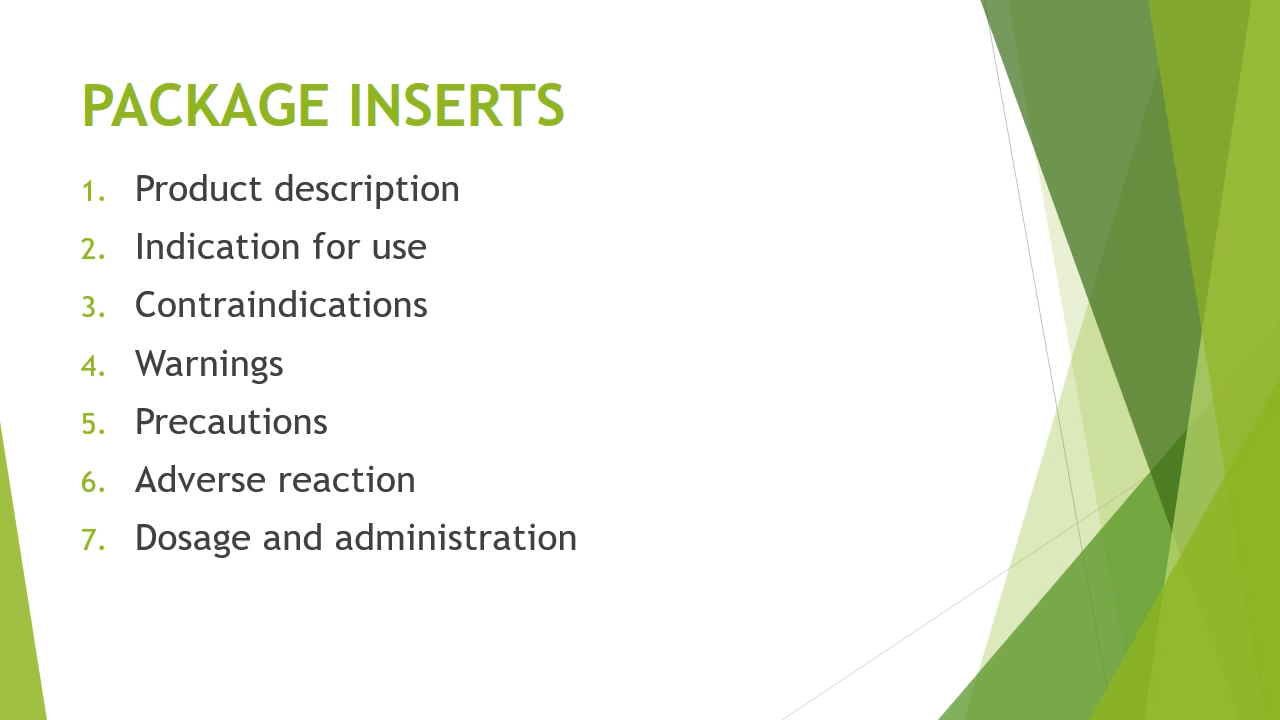 PACKAGE INSERTS
1. Product description
2. Indication for use
3. Contraindications
4. Warnings
5. Precautions
6. Adverse reaction
7. Dosage and administration